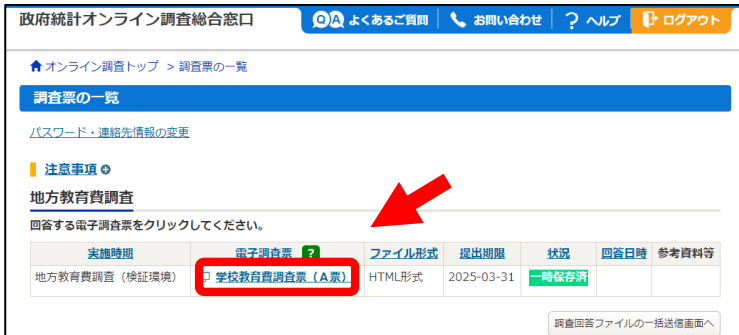 政府統計オンライン調査総合窓口
QA よくあるご質問 お問い合わせ ? ヘルプ ログアウト
オンライン調査トップ > 調査票の一覧
調査票の一覧
パスワード・連絡先情報の変更
注意事項
地方教育費調査
回答する電子調査票をクリックしてください。
実施時期 電子調査票 ? ファイル形式 提出期限 状況 回答日時 参考資料等
地方教育費調査（検証環境） 学校教育費調査票（A票） HTML形式 2025-03-31 一時保存済
調査回答ファイルの一括送信画面へ